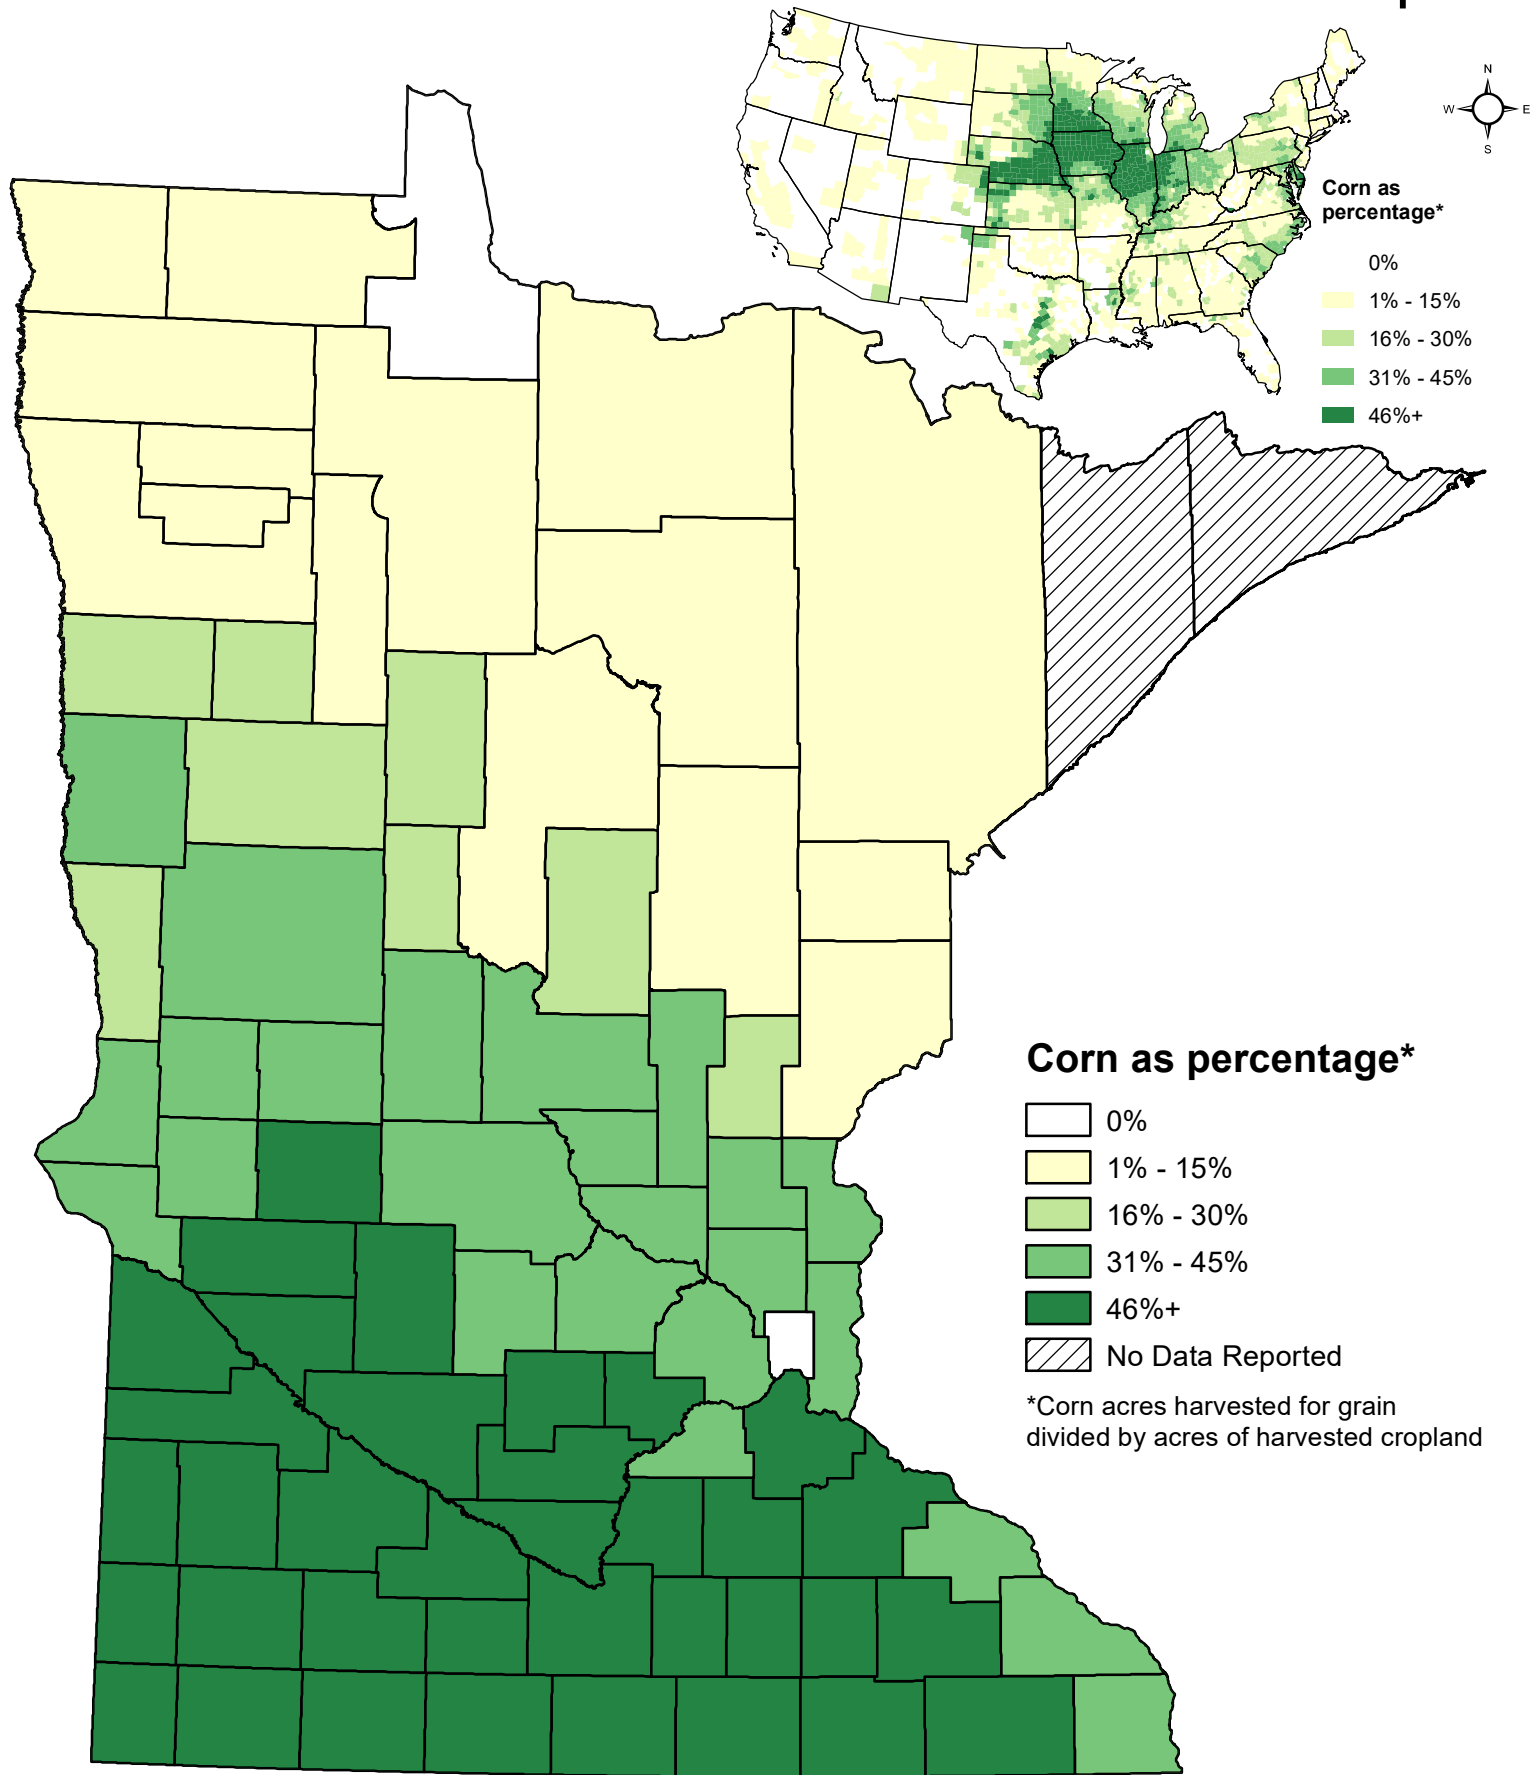 N
W E
S
Corn as
percentage*
0%
1% - 15%
16% - 30%
31% - 45%
46%+
Corn as percentage*
0%
1% - 15%
16% - 30%
31% - 45%
46%+
No Data Reported
*Corn acres harvested for grain
divided by acres of harvested cropland